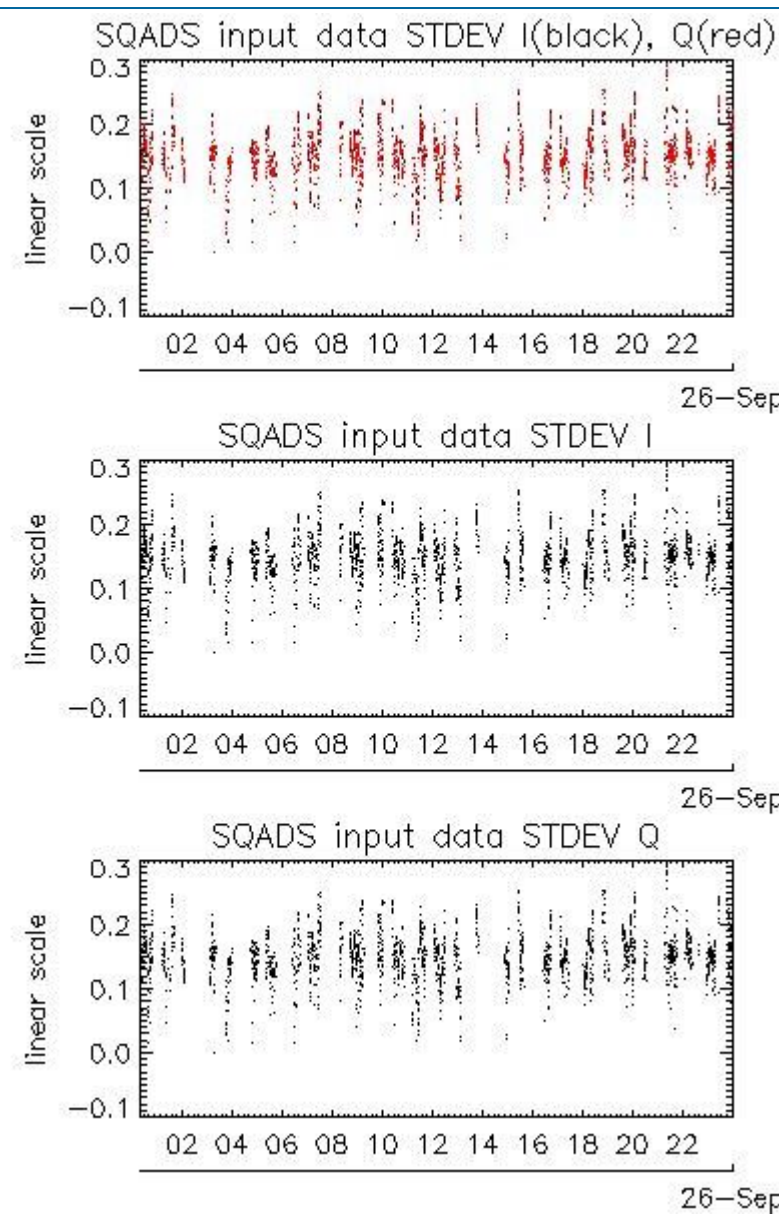 SQADS input data STDEV I(black), Q(red)
0.3
0.2
0.1
0.0
−0.1
linear scale
02 04 06 08 10 12 14 16 18 20 22
26−Sep
SQADS input data STDEV I
0.3
0.2
0.1
0.0
−0.1
linear scale
02 04 06 08 10 12 14 16 18 20 22
26−Sep
SQADS input data STDEV Q
0.3
0.2
0.1
0.0
−0.1
linear scale
02 04 06 08 10 12 14 16 18 20 22
26−Sep